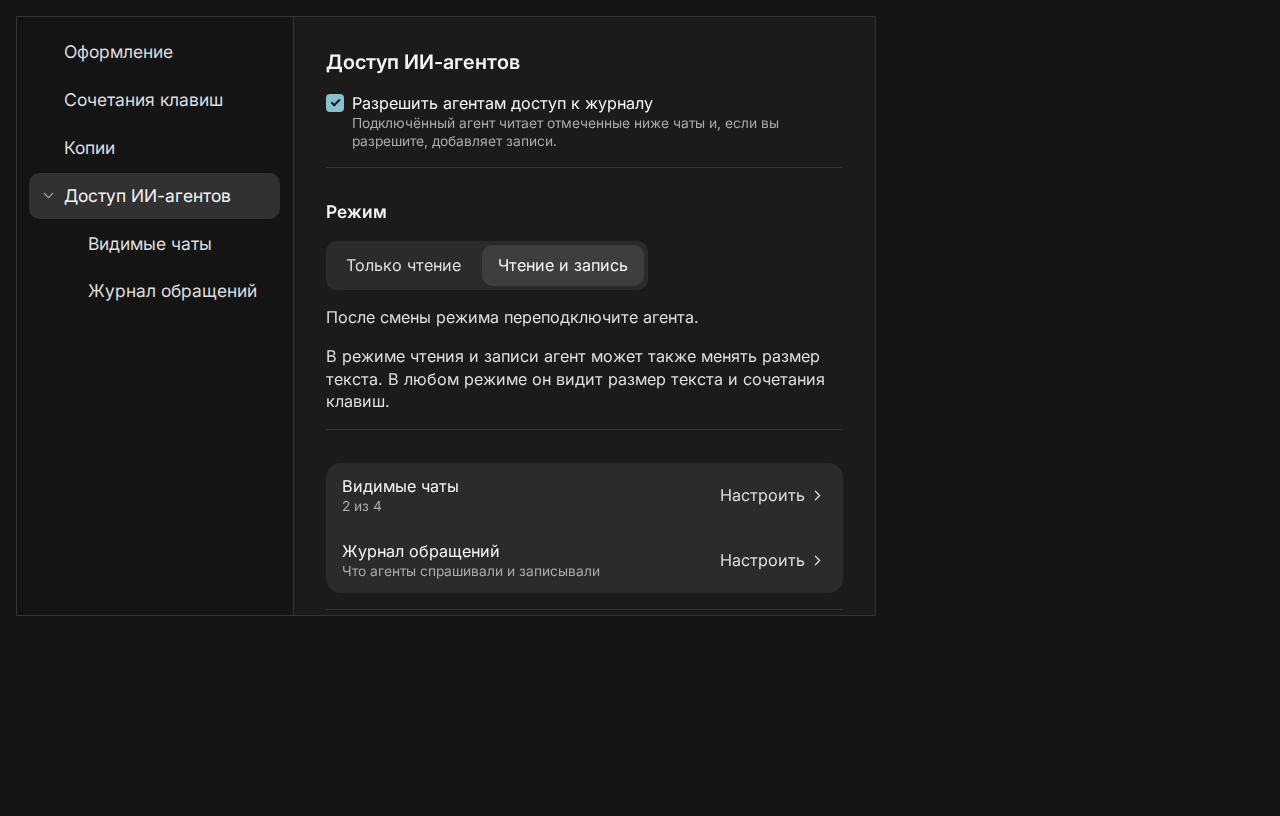 Оформление
Сочетания клавиш
Копии
Доступ ИИ-агентов
Видимые чаты
Журнал обращений
Доступ ИИ-агентов
Разрешить агентам доступ к журналу
Подключённый агент читает отмеченные ниже чаты и, если вы
разрешите, добавляет записи.
Режим
Только чтение
Чтение и запись
После смены режима переподключите агента.
В режиме чтения и записи агент может также менять размер
текста. В любом режиме он видит размер текста и сочетания
клавиш.
Видимые чаты
2 из 4
Настроить
Журнал обращений
Что агенты спрашивали и записывали
Настроить